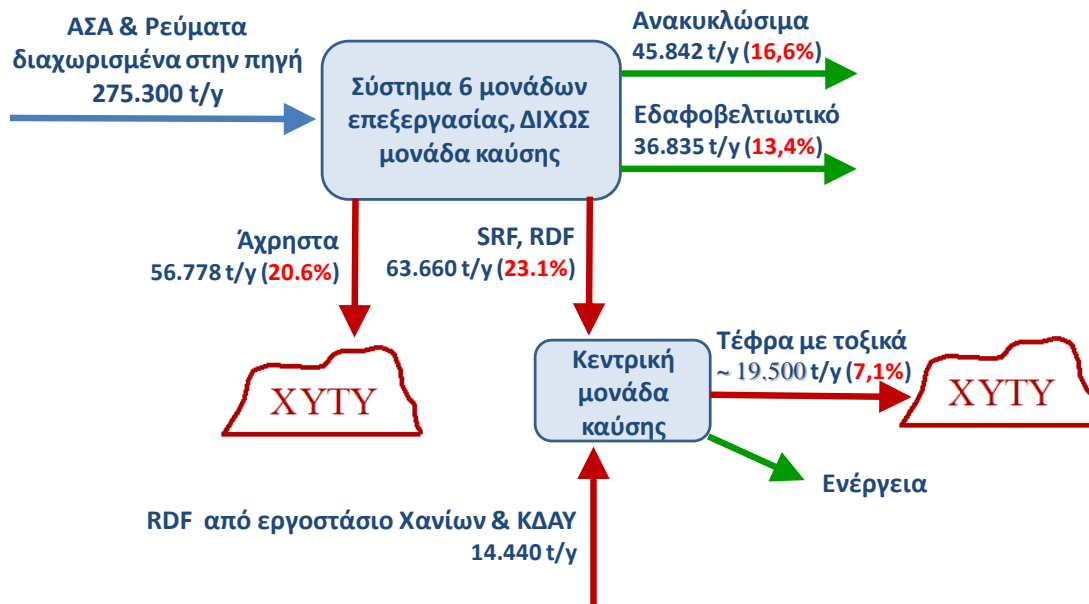 ΑΣΑ & Ρεύματα
διαχωρισμένα στην πηγή
275.300 t/y
Σύστημα 6 μονάδων
επεξεργασίας, ΔΙΧΩΣ
μονάδα καύσης
Ανακυκλώσιμα
45.842 t/y (16,6%)
Εδαφοβελτιωτικό
36.835 t/y (13,4%)
Άχρηστα
56.778 t/y (20.6%)
SRF, RDF
63.660 t/y (23.1%)
ΧΥΤΥ
Κεντρική
μονάδα
καύσης
Τέφρα με τοξικά
~ 19.500 t/y (7,1%)
ΧΥΤΥ
Ενέργεια
RDF από εργοστάσιο Χανίων & ΚΔΑΥ
14.440 t/y